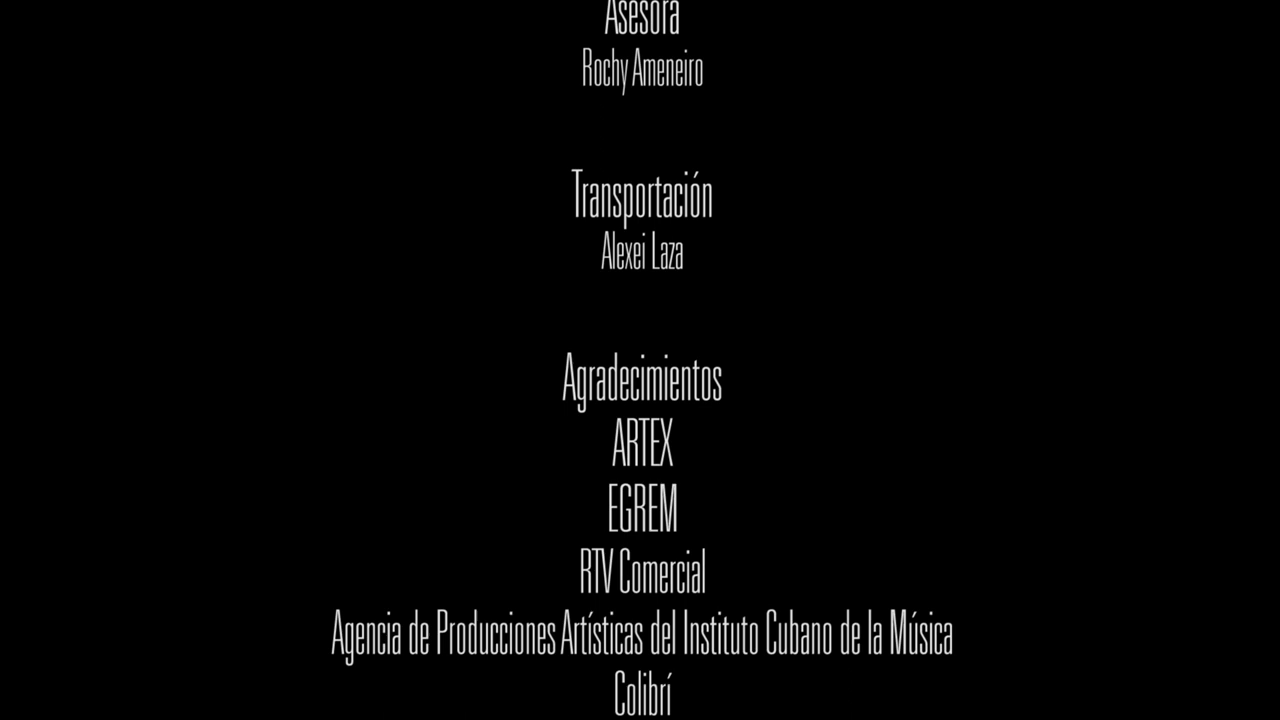 Asesora
Rochy Ameneiro
Transportación
Alexei Laza
Agradecimientos
ARTEX
EGREM
RTV Comercial
Agencia de Producciones Artísticas del Instituto Cubano de la Música
Colibrí